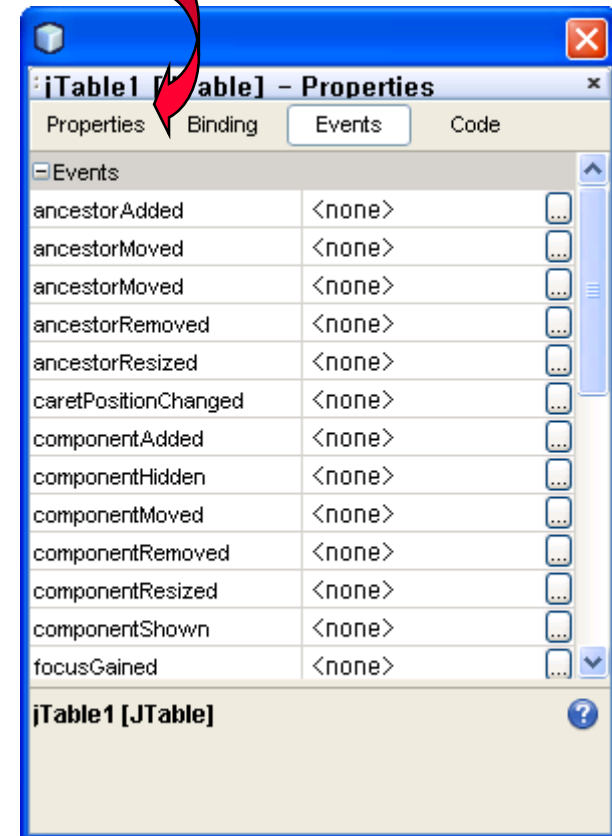 jTable1 [JTable] - Properties
Properties Binding Events Code
Events
ancestorAdded <none> ...
ancestorMoved <none> ...
ancestorMoved <none> ...
ancestorRemoved <none> ...
ancestorResized <none> ...
caretPositionChanged <none> ...
componentAdded <none> ...
componentHidden <none> ...
componentMoved <none> ...
componentRemoved <none> ...
componentResized <none> ...
componentShown <none> ...
focusGained <none> ...
jTable1 [JTable]